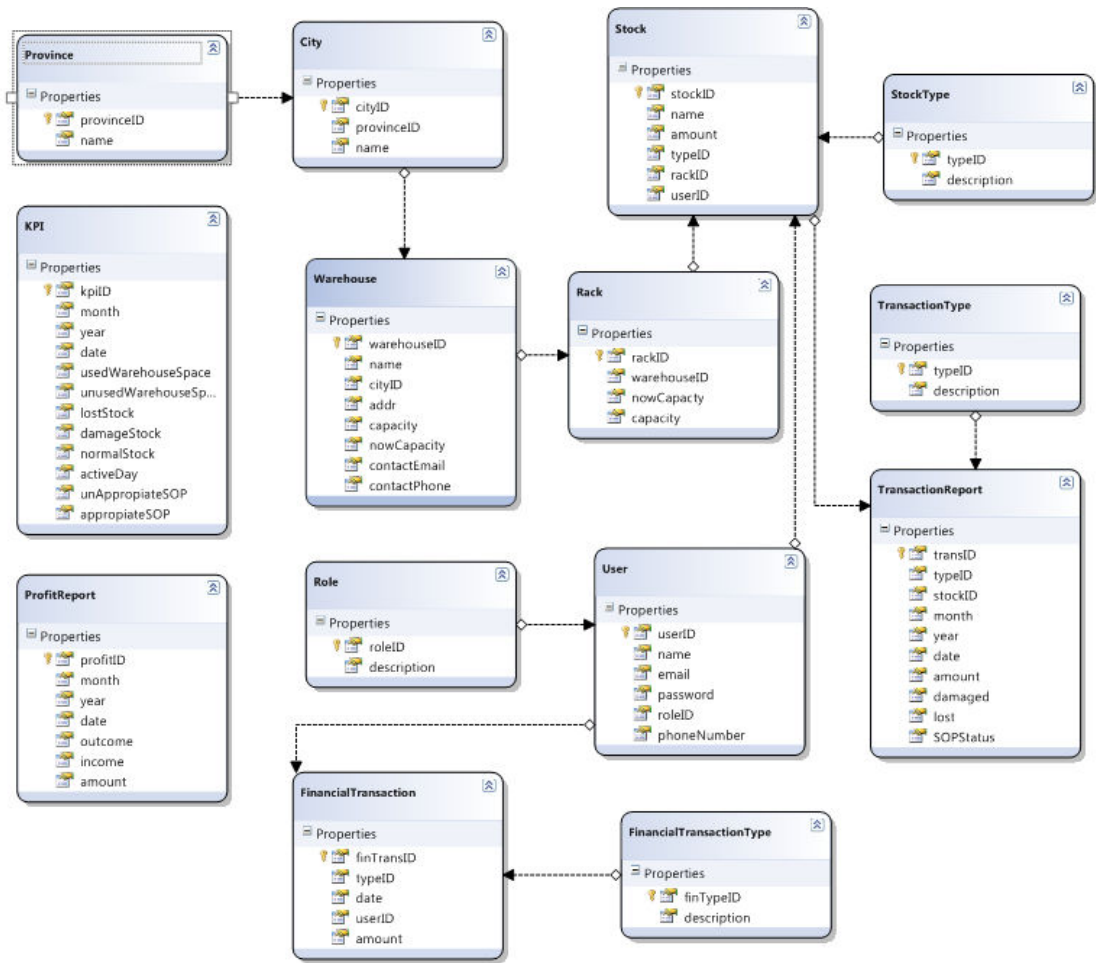 Province
Properties
provinceID
name
City
Properties
cityID
provinceID
name
Stock
Properties
stockID
name
amount
typeID
rackID
userID
StockType
Properties
typeID
description
KPI
Properties
kpiID
month
year
date
usedWarehouseSpace
unusedWarehouseSp...
lostStock
damageStock
normalStock
activeDay
unAppropiateSOP
appropiateSOP
Warehouse
Properties
warehouseID
name
cityID
addr
capacity
nowCapacity
contactEmail
contactPhone
Rack
Properties
rackID
warehouseID
nowCapacty
capacity
TransactionType
Properties
typeID
description
TransactionReport
Properties
transID
typeID
stockID
month
year
date
amount
damaged
lost
SOPStatus
ProfitReport
Properties
profitID
month
year
date
outcome
income
amount
Role
Properties
roleID
description
User
Properties
userID
name
email
password
roleID
phoneNumber
FinancialTransaction
Properties
finTransID
typeID
date
userID
amount
FinancialTransactionType
Properties
finTypeID
description